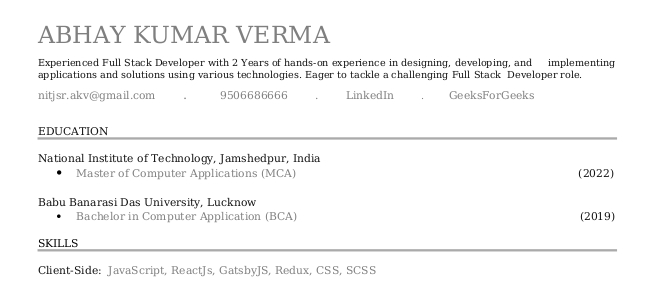 ABHAY KUMAR VERMA
Experienced Full Stack Developer with 2 Years of hands-on experience in designing, developing, and implementing
applications and solutions using various technologies. Eager to tackle a challenging Full Stack Developer role.
nitjsr.akv@gmail.com . 9506686666 . LinkedIn . GeeksForGeeks
EDUCATION
National Institute of Technology, Jamshedpur, India
• Master of Computer Applications (MCA) (2022)
Babu Banarasi Das University, Lucknow
• Bachelor in Computer Application (BCA) (2019)
SKILLS
Client-Side: JavaScript, ReactJs, GatsbyJS, Redux, CSS, SCSS